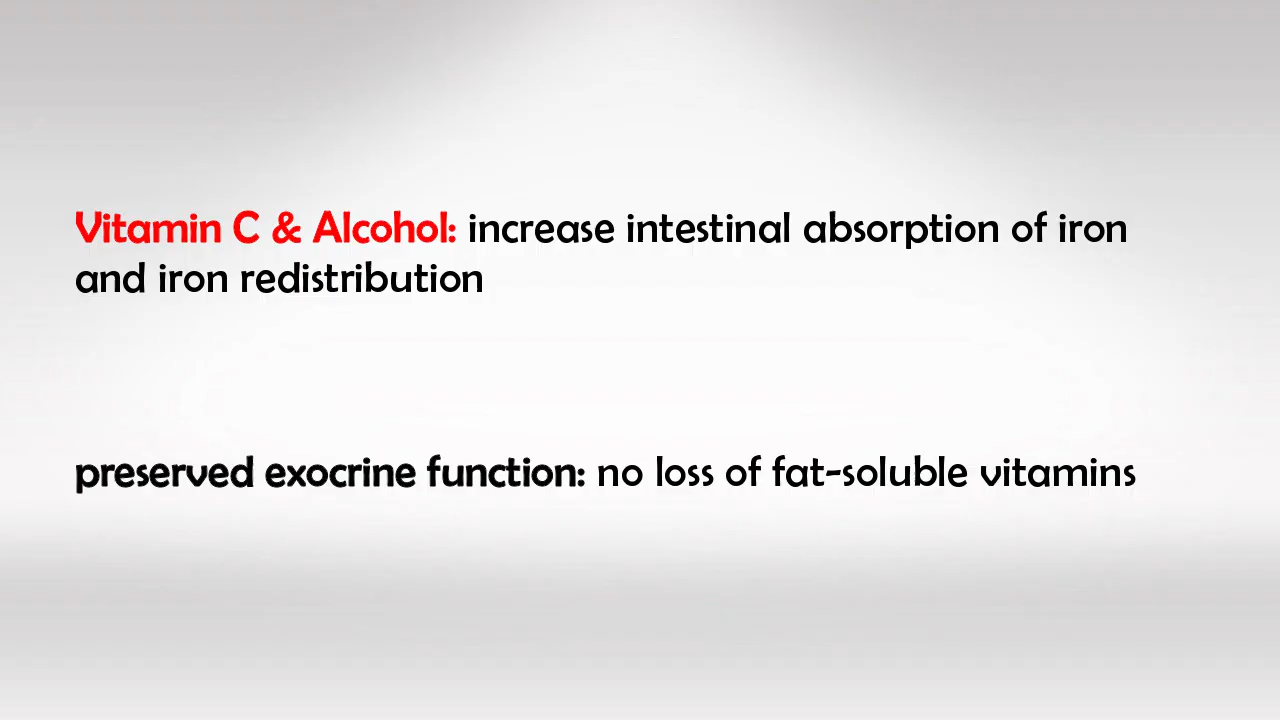 Vitamin C & Alcohol: increase intestinal absorption of iron
and iron redistribution
preserved exocrine function: no loss of fat-soluble vitamins